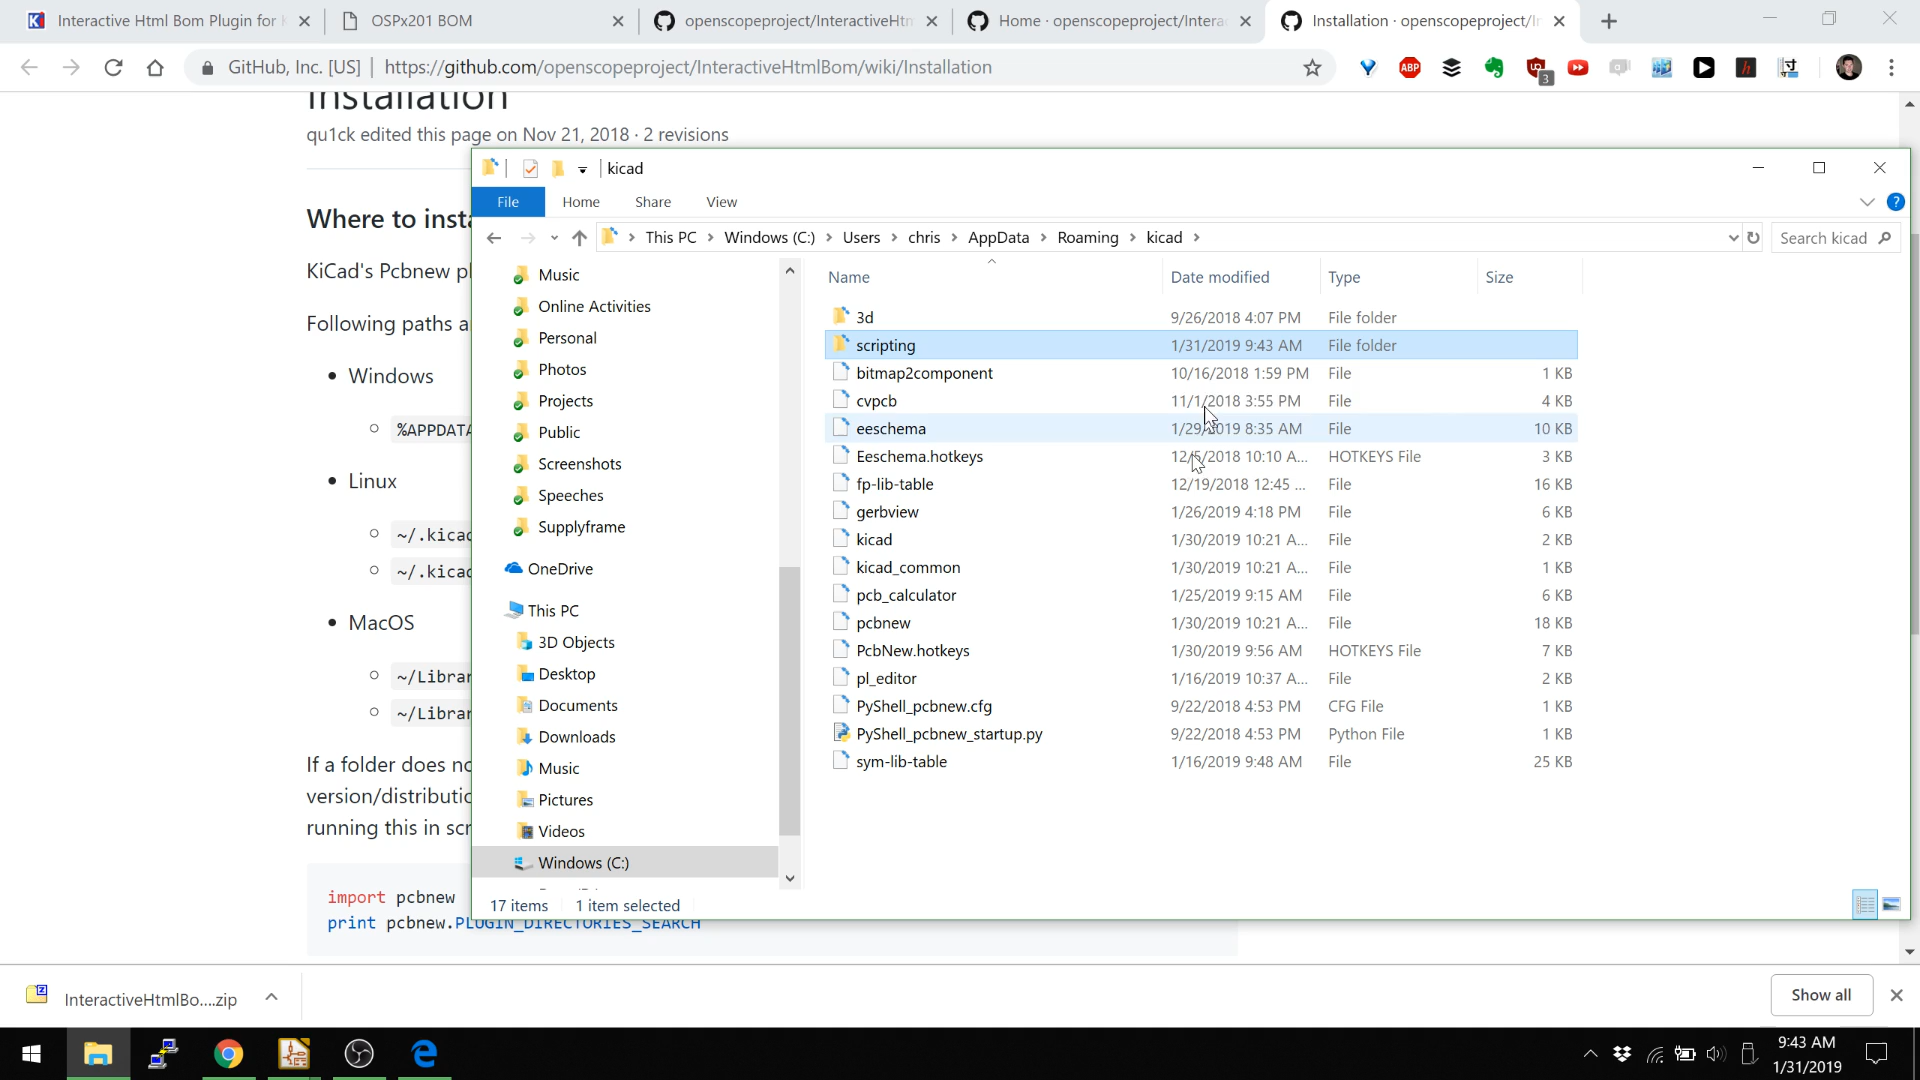 Interactive Html Bom Plugin for
OSPx201 BOM
openscopeproject/InteractiveHtm
Home · openscopeproject/Interac
Installation · openscopeproject/In
GitHub, Inc. [US] | https://github.com/openscopeproject/InteractiveHtmlBom/wiki/Installation
ABP
3
Installation
qu1ck edited this page on Nov 21, 2018 · 2 revisions
Where to insta
KiCad's Pcbnew pl
Following paths a
• Windows
%APPDATA
• Linux
~/.kicad
~/.kicad
• MacOS
~/Librar
~/Librar
If a folder does no
version/distributio
running this in scr
import pcbnew
print pcbnew.PLUGIN_DIRECTORIES_SEARCH
kicad
File Home Share View
This PC > Windows (C:) > Users > chris > AppData > Roaming > kicad >
Search kicad
Music
Online Activities
Personal
Photos
Projects
Public
Screenshots
Speeches
Supplyframe
OneDrive
This PC
3D Objects
Desktop
Documents
Downloads
Music
Pictures
Videos
Windows (C:)
Name Date modified Type Size
3d 9/26/2018 4:07 PM File folder
scripting 1/31/2019 9:43 AM File folder
bitmap2component 10/16/2018 1:59 PM File 1 KB
cvpcb 11/1/2018 3:55 PM File 4 KB
eeschema 1/29/2019 8:35 AM File 10 KB
Eeschema.hotkeys 12/5/2018 10:10 A... HOTKEYS File 3 KB
fp-lib-table 12/19/2018 12:45 ... File 16 KB
gerbview 1/26/2019 4:18 PM File 6 KB
kicad 1/30/2019 10:21 A... File 2 KB
kicad_common 1/30/2019 10:21 A... File 1 KB
pcb_calculator 1/25/2019 9:15 AM File 6 KB
pcbnew 1/30/2019 10:21 A... File 18 KB
PcbNew.hotkeys 1/30/2019 9:56 AM HOTKEYS File 7 KB
pl_editor 1/16/2019 10:37 A... File 2 KB
PyShell_pcbnew.cfg 9/22/2018 4:53 PM CFG File 1 KB
PyShell_pcbnew_startup.py 9/22/2018 4:53 PM Python File 1 KB
sym-lib-table 1/16/2019 9:48 AM File 25 KB
17 items 1 item selected
InteractiveHtmlBo....zip
Show all
9:43 AM
1/31/2019